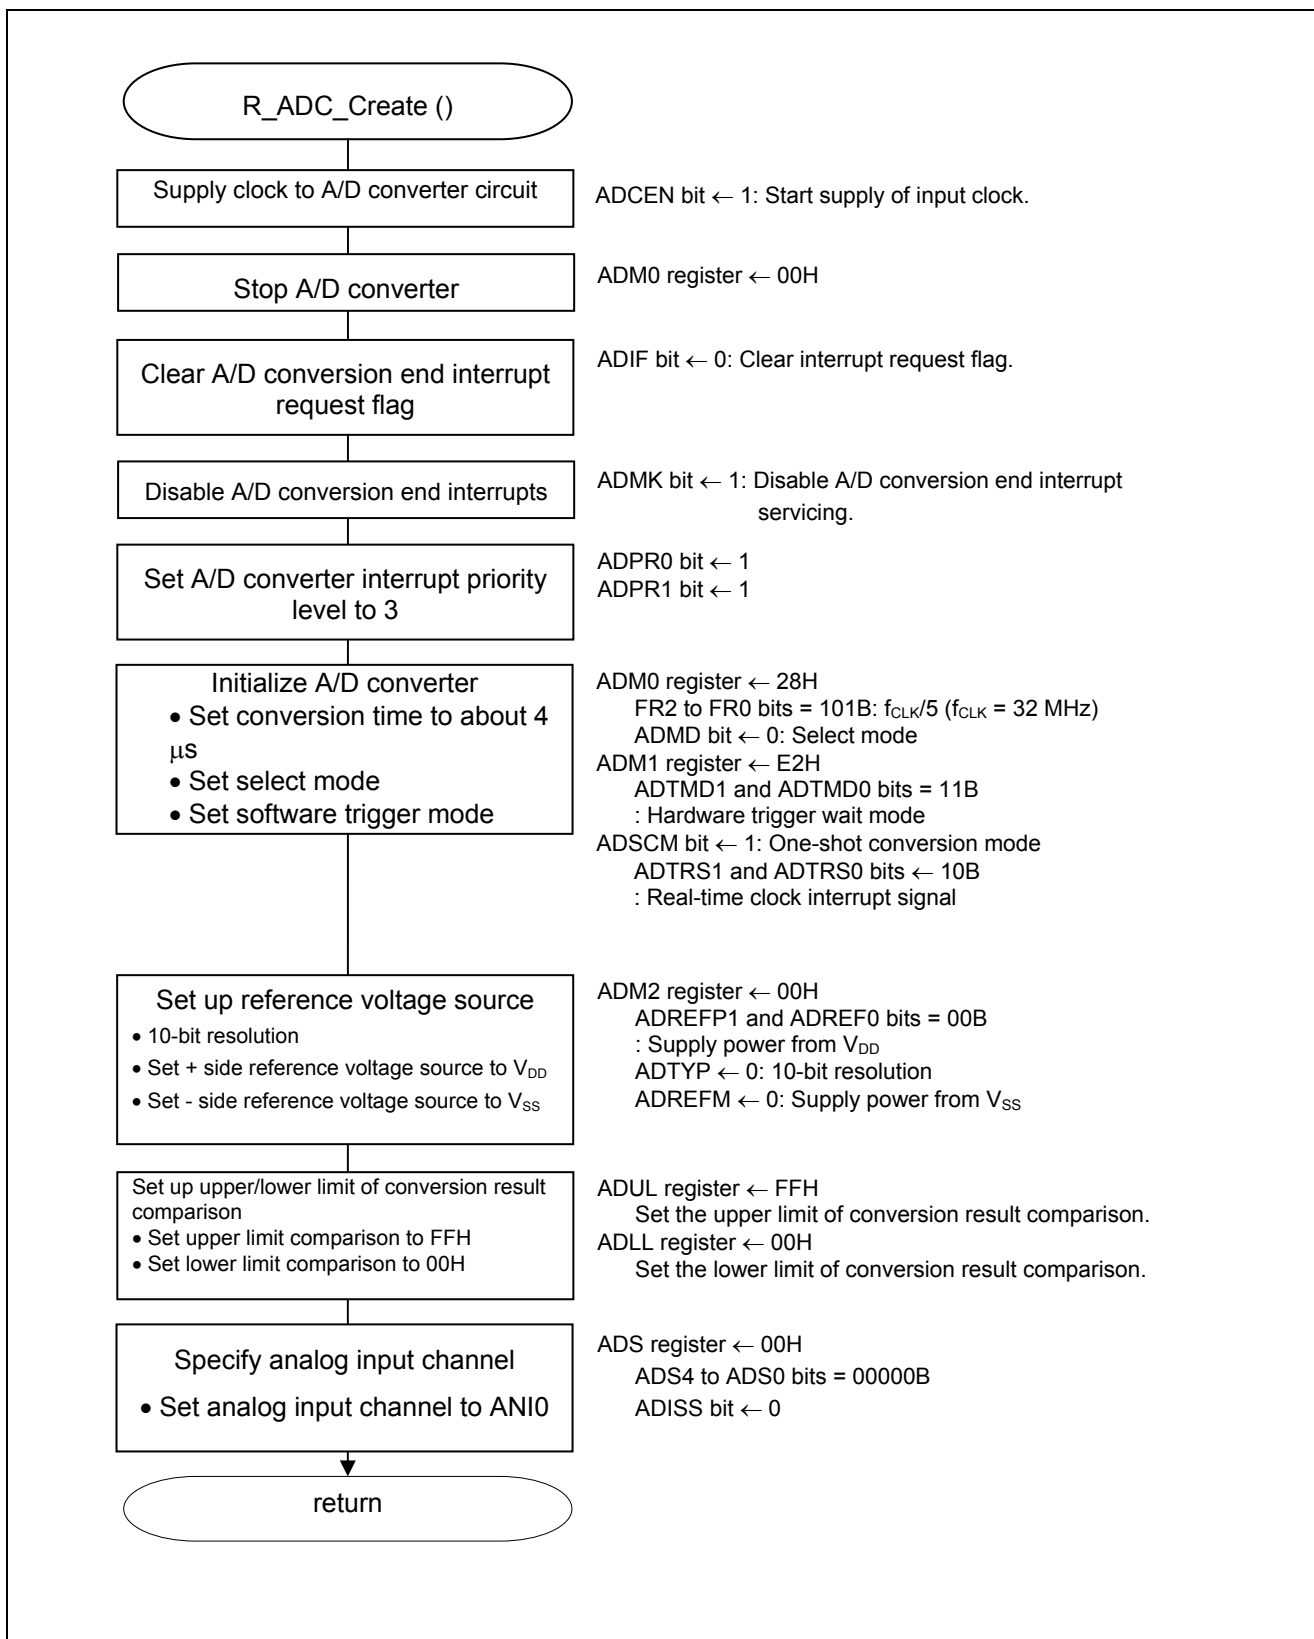 R_ADC_Create ()
Supply clock to A/D converter circuit
ADCEN bit ← 1: Start supply of input clock.
Stop A/D converter
ADM0 register ← 00H
Clear A/D conversion end interrupt
request flag
ADIF bit ← 0: Clear interrupt request flag.
Disable A/D conversion end interrupts
ADMK bit ← 1: Disable A/D conversion end interrupt
servicing.
Set A/D converter interrupt priority
level to 3
ADPR0 bit ← 1
ADPR1 bit ← 1
Initialize A/D converter
• Set conversion time to about 4
μs
• Set select mode
• Set software trigger mode
ADM0 register ← 28H
FR2 to FR0 bits = 101B: fCLK/5 (fCLK = 32 MHz)
ADMD bit ← 0: Select mode
ADM1 register ← E2H
ADTMD1 and ADTMD0 bits = 11B
: Hardware trigger wait mode
ADSCM bit ← 1: One-shot conversion mode
ADTRS1 and ADTRS0 bits ← 10B
: Real-time clock interrupt signal
Set up reference voltage source
• 10-bit resolution
• Set + side reference voltage source to VDD
• Set - side reference voltage source to VSS
ADM2 register ← 00H
ADREFP1 and ADREF0 bits = 00B
: Supply power from VDD
ADTYP ← 0: 10-bit resolution
ADREFM ← 0: Supply power from VSS
Set up upper/lower limit of conversion result
comparison
• Set upper limit comparison to FFH
• Set lower limit comparison to 00H
ADUL register ← FFH
Set the upper limit of conversion result comparison.
ADLL register ← 00H
Set the lower limit of conversion result comparison.
Specify analog input channel
• Set analog input channel to ANI0
ADS register ← 00H
ADS4 to ADS0 bits = 00000B
ADISS bit ← 0
return